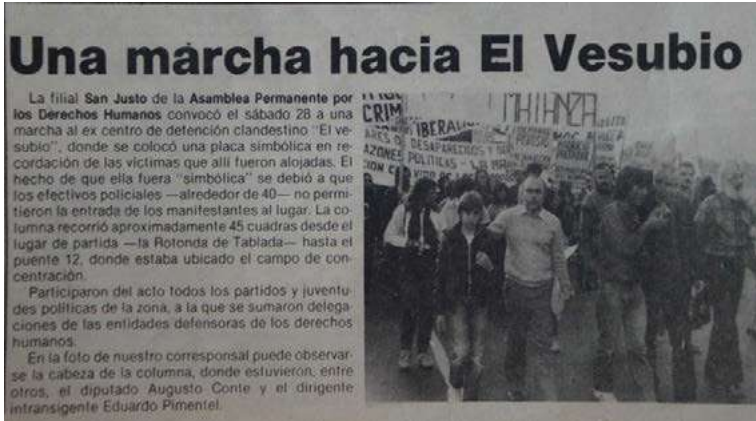 Una marcha hacia El Vesubio
La filial San Justo de la Asamblea Permanente por
los Derechos Humanos convocó el sábado 28 a una
marcha al ex centro de detención clandestino "El ve-
subio", donde se colocó una placa simbólica en re-
cordación de las víctimas que allí fueron alojadas. El
hecho de que ella fuera "simbólica" se debió a que
los efectivos policiales —alrededor de 40— no permi-
tieron la entrada de los manifestantes al lugar. La co-
lumna recorrió aproximadamente 45 cuadras desde el
lugar de partida —la Rotonda de Tablada— hasta el
puente 12, donde estaba ubicado el campo de con-
centración.
Participaron del acto todos los partidos y juventu-
des políticas de la zona, a la que se sumaron delega-
ciones de las entidades defensoras de los derechos
humanos.
En la foto de nuestro corresponsal puede observar-
se la cabeza de la columna, donde estuvieron, entre
otros, el diputado Augusto Conte y el dirigente
intransigente Eduardo Pimentel.
CRIM
MATANZA
LIBERA
DESAPARECIDOS Y
AZONES POLITICAS - LA